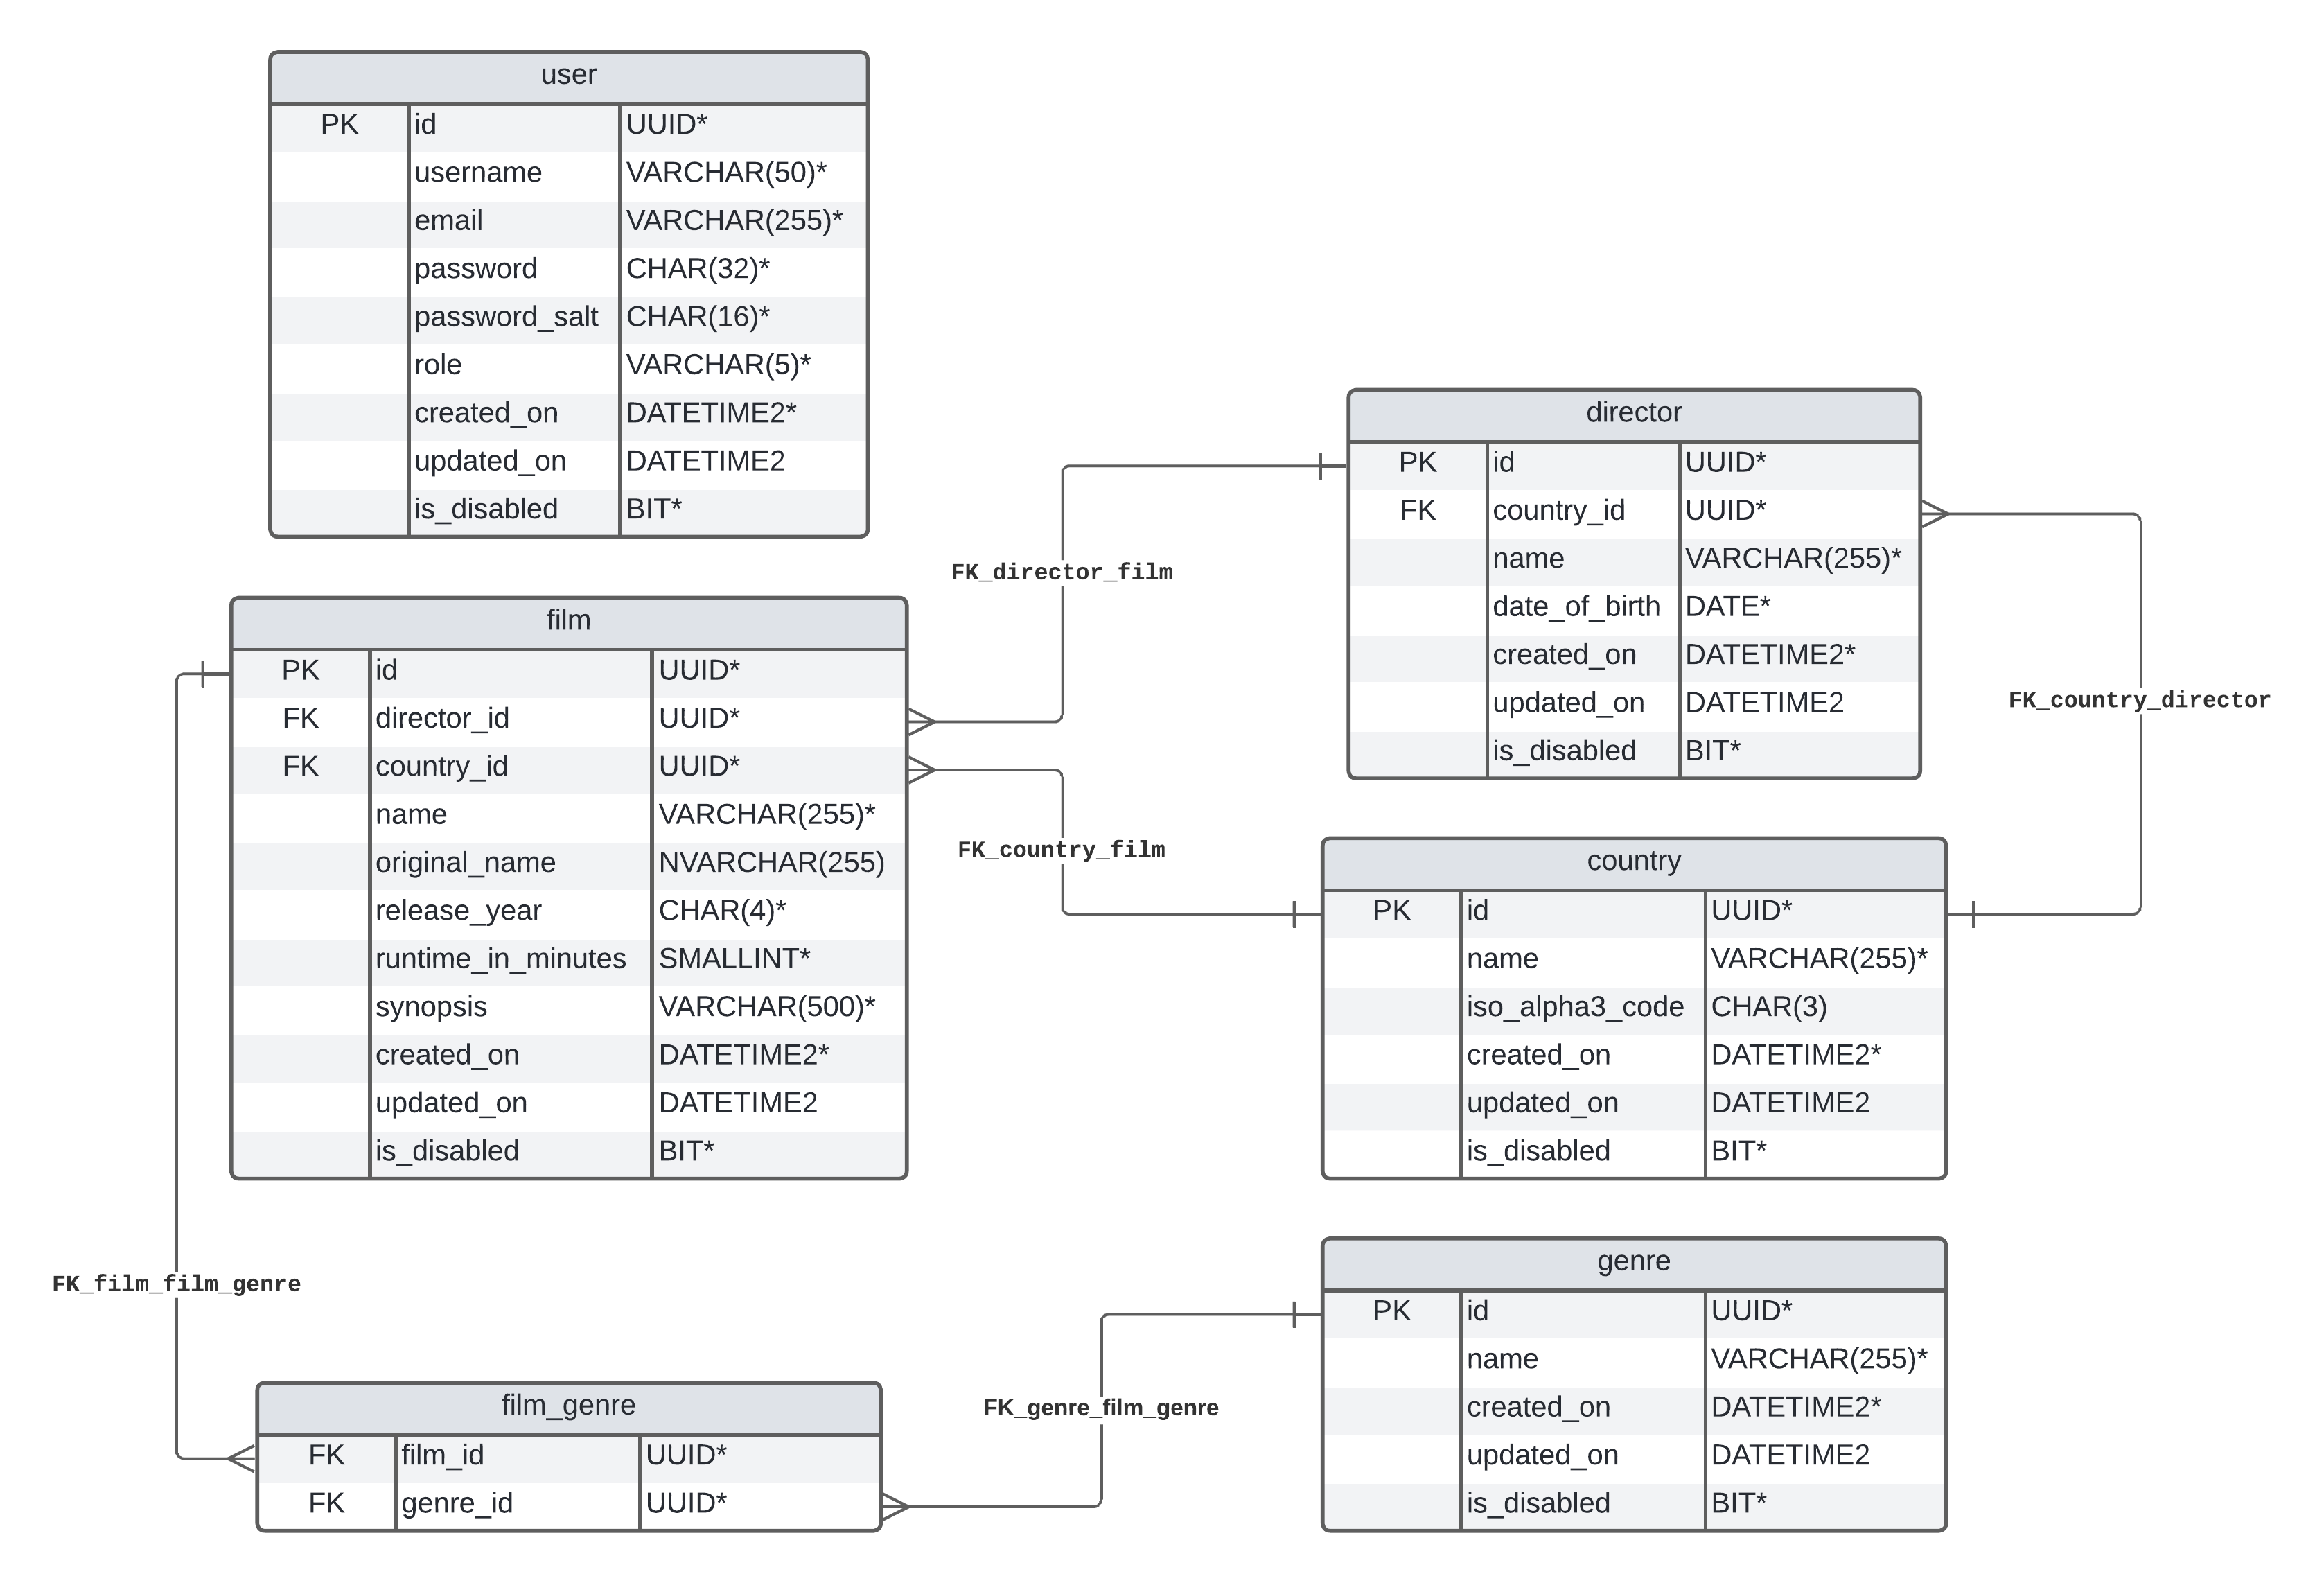 user
PK id UUID*
username VARCHAR(50)*
email VARCHAR(255)*
password CHAR(32)*
password_salt CHAR(16)*
role VARCHAR(5)*
created_on DATETIME2*
updated_on DATETIME2
is_disabled BIT*
director
PK id UUID*
FK country_id UUID*
name VARCHAR(255)*
date_of_birth DATE*
created_on DATETIME2*
updated_on DATETIME2
is_disabled BIT*
FK_director_film
FK_country_director
film
PK id UUID*
FK director_id UUID*
FK country_id UUID*
name VARCHAR(255)*
original_name NVARCHAR(255)
release_year CHAR(4)*
runtime_in_minutes SMALLINT*
synopsis VARCHAR(500)*
created_on DATETIME2*
updated_on DATETIME2
is_disabled BIT*
FK_country_film
country
PK id UUID*
name VARCHAR(255)*
iso_alpha3_code CHAR(3)
created_on DATETIME2*
updated_on DATETIME2
is_disabled BIT*
FK_film_film_genre
genre
PK id UUID*
name VARCHAR(255)*
created_on DATETIME2*
updated_on DATETIME2
is_disabled BIT*
FK_genre_film_genre
film_genre
FK film_id UUID*
FK genre_id UUID*